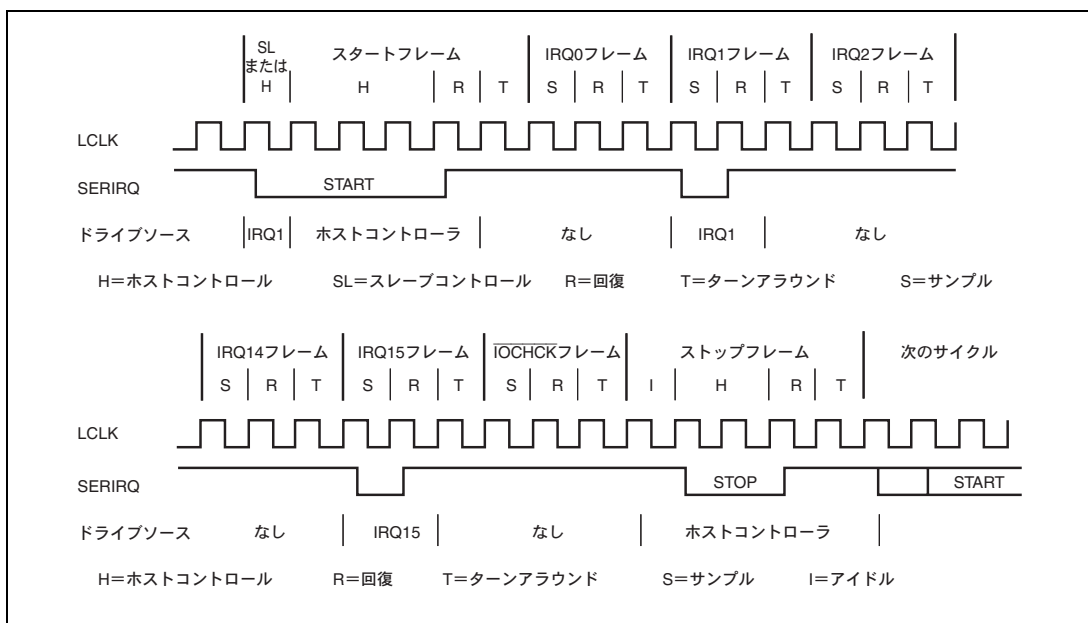 SL
または
H
スタートフレーム
IRQ0フレーム
IRQ1フレーム
IRQ2フレーム
H R T S R T S R T S R T
LCLK
SERIRQ
START
ドライブソース IRQ1 ホストコントローラ なし IRQ1 なし
H＝ホストコントロール SL＝スレーブコントロール R＝回復 T＝ターンアラウンド S＝サンプル
IRQ14フレーム IRQ15フレーム IOCHCKフレーム ストップフレーム 次のサイクル
S R T S R T S R T I H R T
LCLK
SERIRQ STOP START
ドライブソース なし IRQ15 なし ホストコントローラ
H＝ホストコントロール R＝回復 T＝ターンアラウンド S＝サンプル I＝アイドル